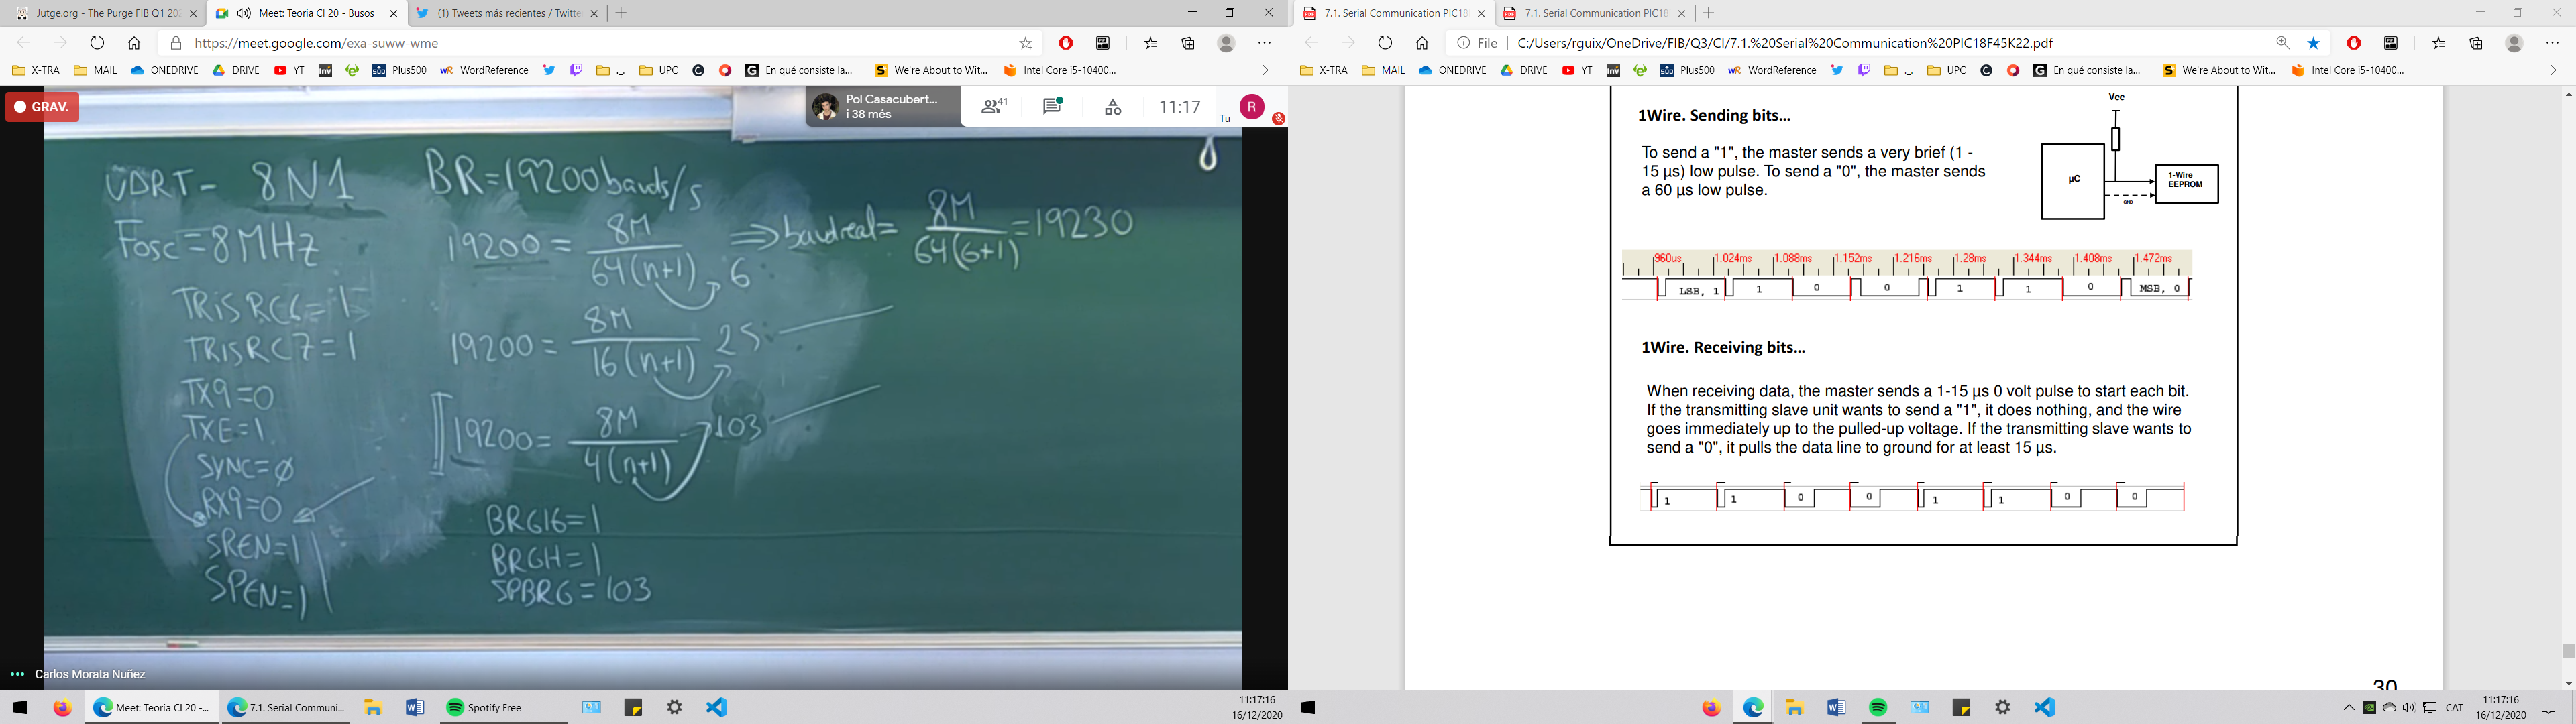 Jutge.org - The Purge FIB Q1 20
Meet: Teoria CI 20 - Busos
(1) Tweets más recientes / Twitte
https://meet.google.com/exa-suww-wme
X-TRA MAIL ONEDRIVE DRIVE YT Inv Plus500 WordReference UPC En qué consiste la... We're About to Wit... Intel Core i5-10400...
GRAV.
Pol Casacubert...
i 38 més
41
11:17
Tu
R
UART - 8N1 BR=19200bauds/s
Fosc=8MHz
19200 = 8M / 64(n+1) 6 ⇒ baudreal = 8M / 64(6+1) = 19230
TRISRC6=1
TRISRC7=1
19200 = 8M / 16(n+1) 25
TX9=0
TXE=1
19200 = 8M / 4(n+1) 103
SYNC=Ø
RX9=0
SREN=1
SPEN=1
BRG16=1
BRGH=1
SPBRG=103
Carlos Morata Nuñez
Meet: Teoria CI 20 -...
7.1. Serial Communi...
Spotify Free
11:17:16
16/12/2020
7.1. Serial Communication PIC18
7.1. Serial Communication PIC18
File C:/Users/rguix/OneDrive/FIB/Q3/CI/7.1.%20Serial%20Communication%20PIC18F45K22.pdf
X-TRA MAIL ONEDRIVE DRIVE YT Inv Plus500 WordReference UPC En qué consiste la... We're About to Wit... Intel Core i5-10400...
1Wire. Sending bits...
To send a "1", the master sends a very brief (1 -
15 µs) low pulse. To send a "0", the master sends
a 60 µs low pulse.
Vcc
µC
1-Wire
EEPROM
GND
960us 1.024ms 1.088ms 1.152ms 1.216ms 1.28ms 1.344ms 1.408ms 1.472ms
LSB, 1 1 0 0 1 1 0 MSB, 0
1Wire. Receiving bits...
When receiving data, the master sends a 1-15 µs 0 volt pulse to start each bit.
If the transmitting slave unit wants to send a "1", it does nothing, and the wire
goes immediately up to the pulled-up voltage. If the transmitting slave wants to
send a "0", it pulls the data line to ground for at least 15 µs.
1 1 0 0 1 1 0 0
30
CAT
11:17:16
16/12/2020